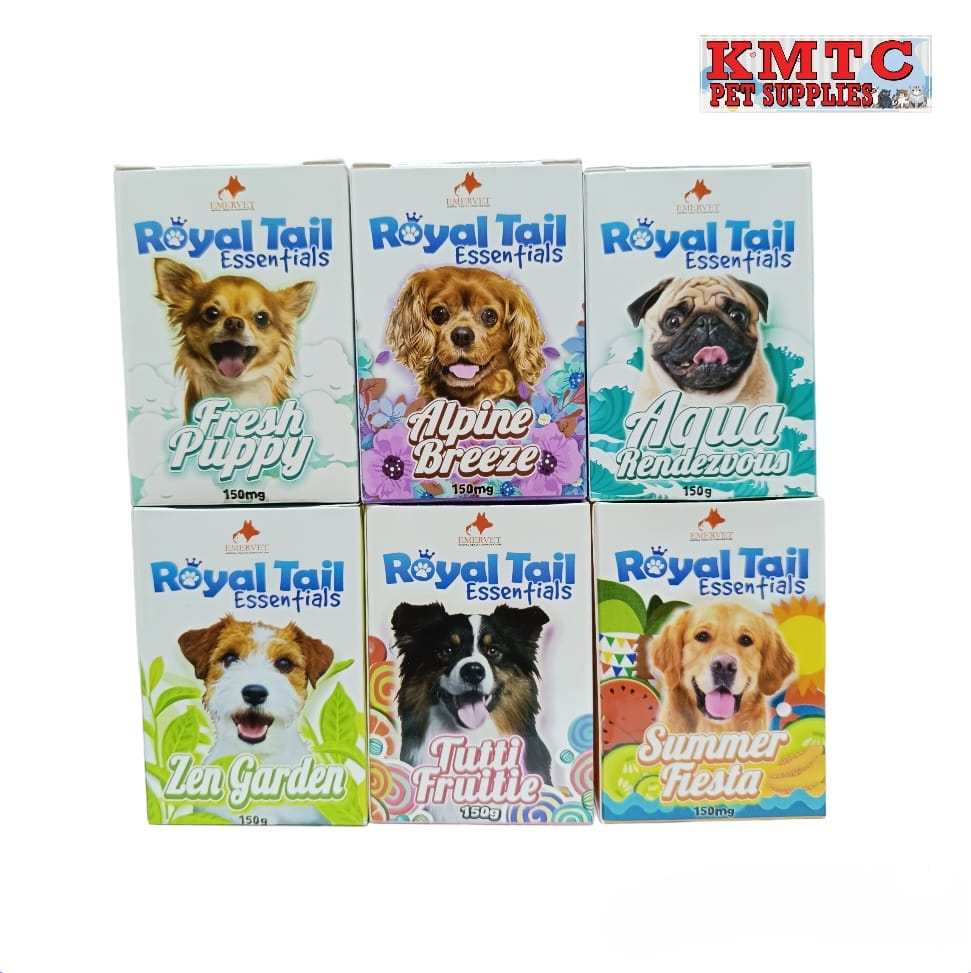 KMTC
PET SUPPLIES
EMERVET
Royal Tail
Essentials
Fresh
Puppy
150mg
EMERVET
Royal Tail
Essentials
Alpine
Breeze
150mg
EMERVET
Royal Tail
Essentials
Aqua
Rendezvous
150g
EMERVET
Royal Tail
Essentials
Zen Garden
150g
EMERVET
Royal Tail
Essentials
Tutti
Fruitie
150g
EMERVET
Royal Tail
Essentials
Summer
Fiesta
150mg